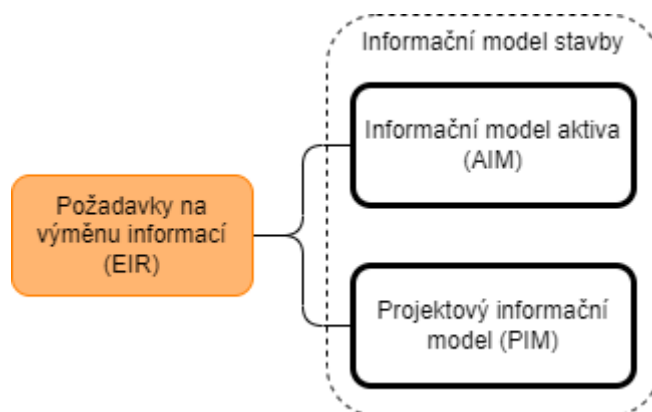 Informační model stavby
Informační model aktiva
(AIM)
Požadavky na
výměnu informací
(EIR)
Projektový informační
model (PIM)